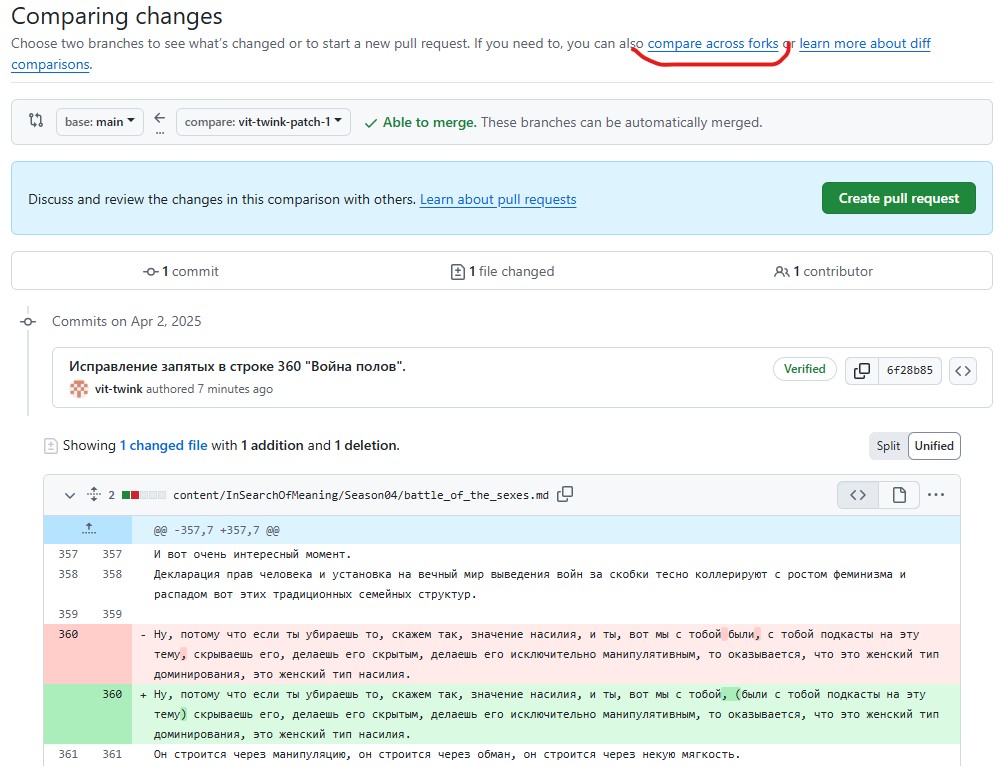 Comparing changes
Choose two branches to see what's changed or to start a new pull request. If you need to, you can also compare across forks or learn more about diff
comparisons.
base: main ← compare: vit-twink-patch-1 ✓ Able to merge. These branches can be automatically merged.
...
Discuss and review the changes in this comparison with others. Learn about pull requests Create pull request
1 commit 1 file changed 1 contributor
Commits on Apr 2, 2025
Исправление запятых в строке 360 "Война полов".
Verified 6f28b85
vit-twink authored 7 minutes ago
Showing 1 changed file with 1 addition and 1 deletion.
Split Unified
2 content/InSearchOfMeaning/Season04/battle_of_the_sexes.md
@@ -357,7 +357,7 @@
357 357 И вот очень интересный момент.
358 358 Декларация прав человека и установка на вечный мир выведения войн за скобки тесно коллерируют с ростом феминизма и
распадом вот этих традиционных семейных структур.
359 359
360 - Ну, потому что если ты убираешь то, скажем так, значение насилия, и ты, вот мы с тобой были, с тобой подкасты на эту
тему, скрываешь его, делаешь его скрытым, делаешь его исключительно манипулятивным, то оказывается, что это женский тип
доминирования, это женский тип насилия.
360 + Ну, потому что если ты убираешь то, скажем так, значение насилия, и ты, вот мы с тобой, (были с тобой подкасты на эту
тему) скрываешь его, делаешь его скрытым, делаешь его исключительно манипулятивным, то оказывается, что это женский тип
доминирования, это женский тип насилия.
361 361 Он строится через манипуляцию, он строится через обман, он строится через некую мягкость.